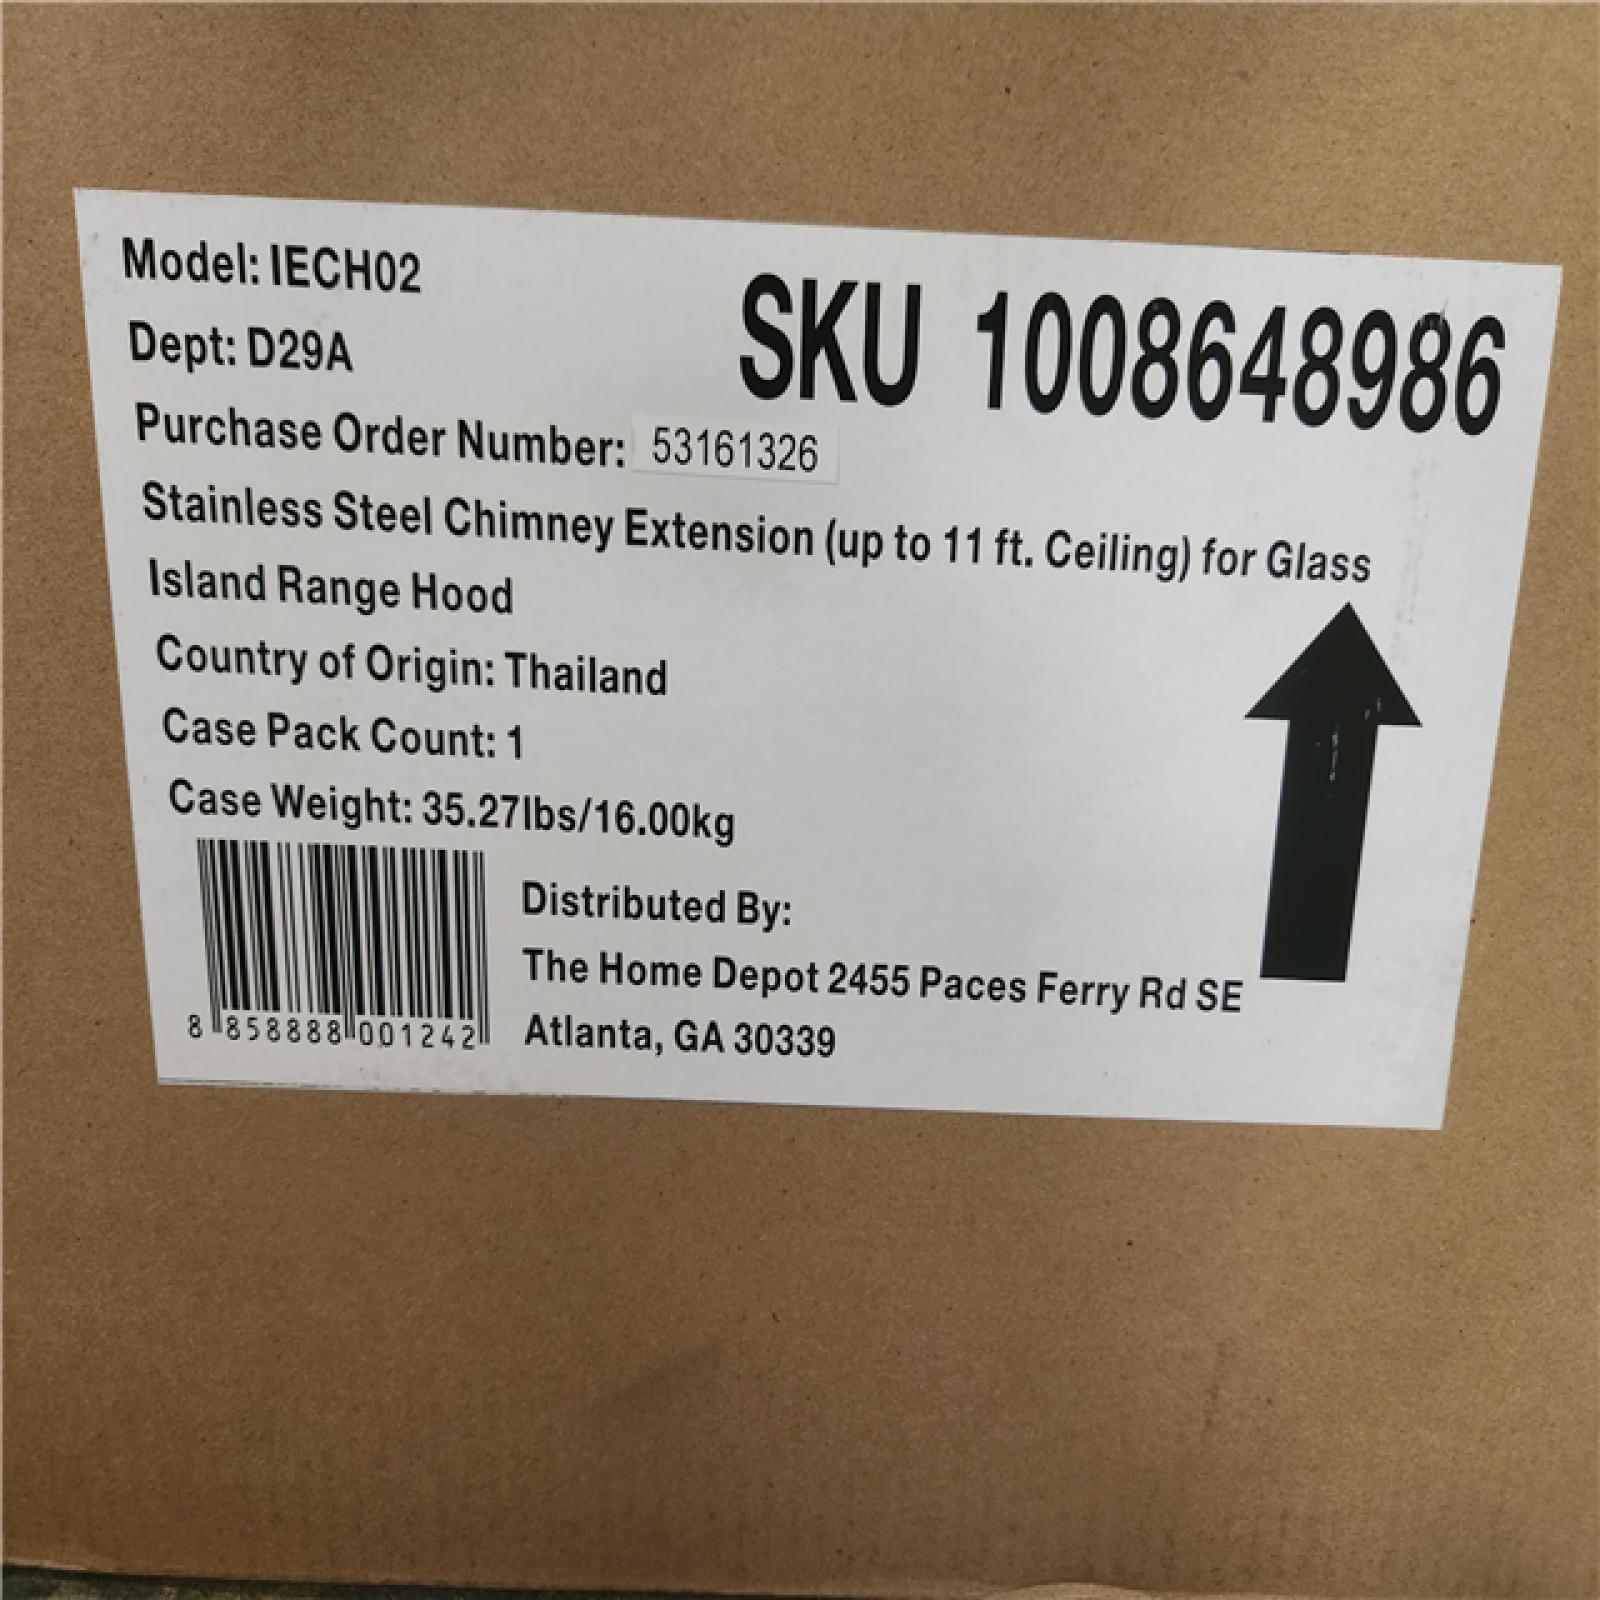 Model: IECH02
SKU 1008648986
Dept: D29A
Purchase Order Number: 53161326
Stainless Steel Chimney Extension (up to 11 ft. Ceiling) for Glass
Island Range Hood
Country of Origin: Thailand
Case Pack Count: 1
Case Weight: 35.27lbs/16.00kg
8 858888 001242
Distributed By:
The Home Depot 2455 Paces Ferry Rd SE
Atlanta, GA 30339